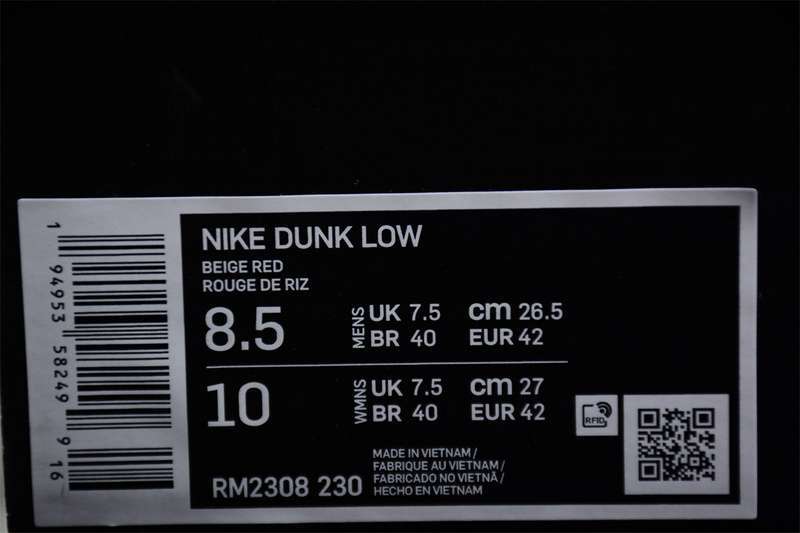 1 94953 58249 9 16
NIKE DUNK LOW
BEIGE RED
ROUGE DE RIZ
8.5 MENS UK 7.5 cm 26.5
BR 40 EUR 42
10 WMNS UK 7.5 cm 27
BR 40 EUR 42
RFID
RM2308 230
MADE IN VIETNAM /
FABRIQUE AU VIETNAM /
FABRICADO NO VIETNÃ /
HECHO EN VIETNAM